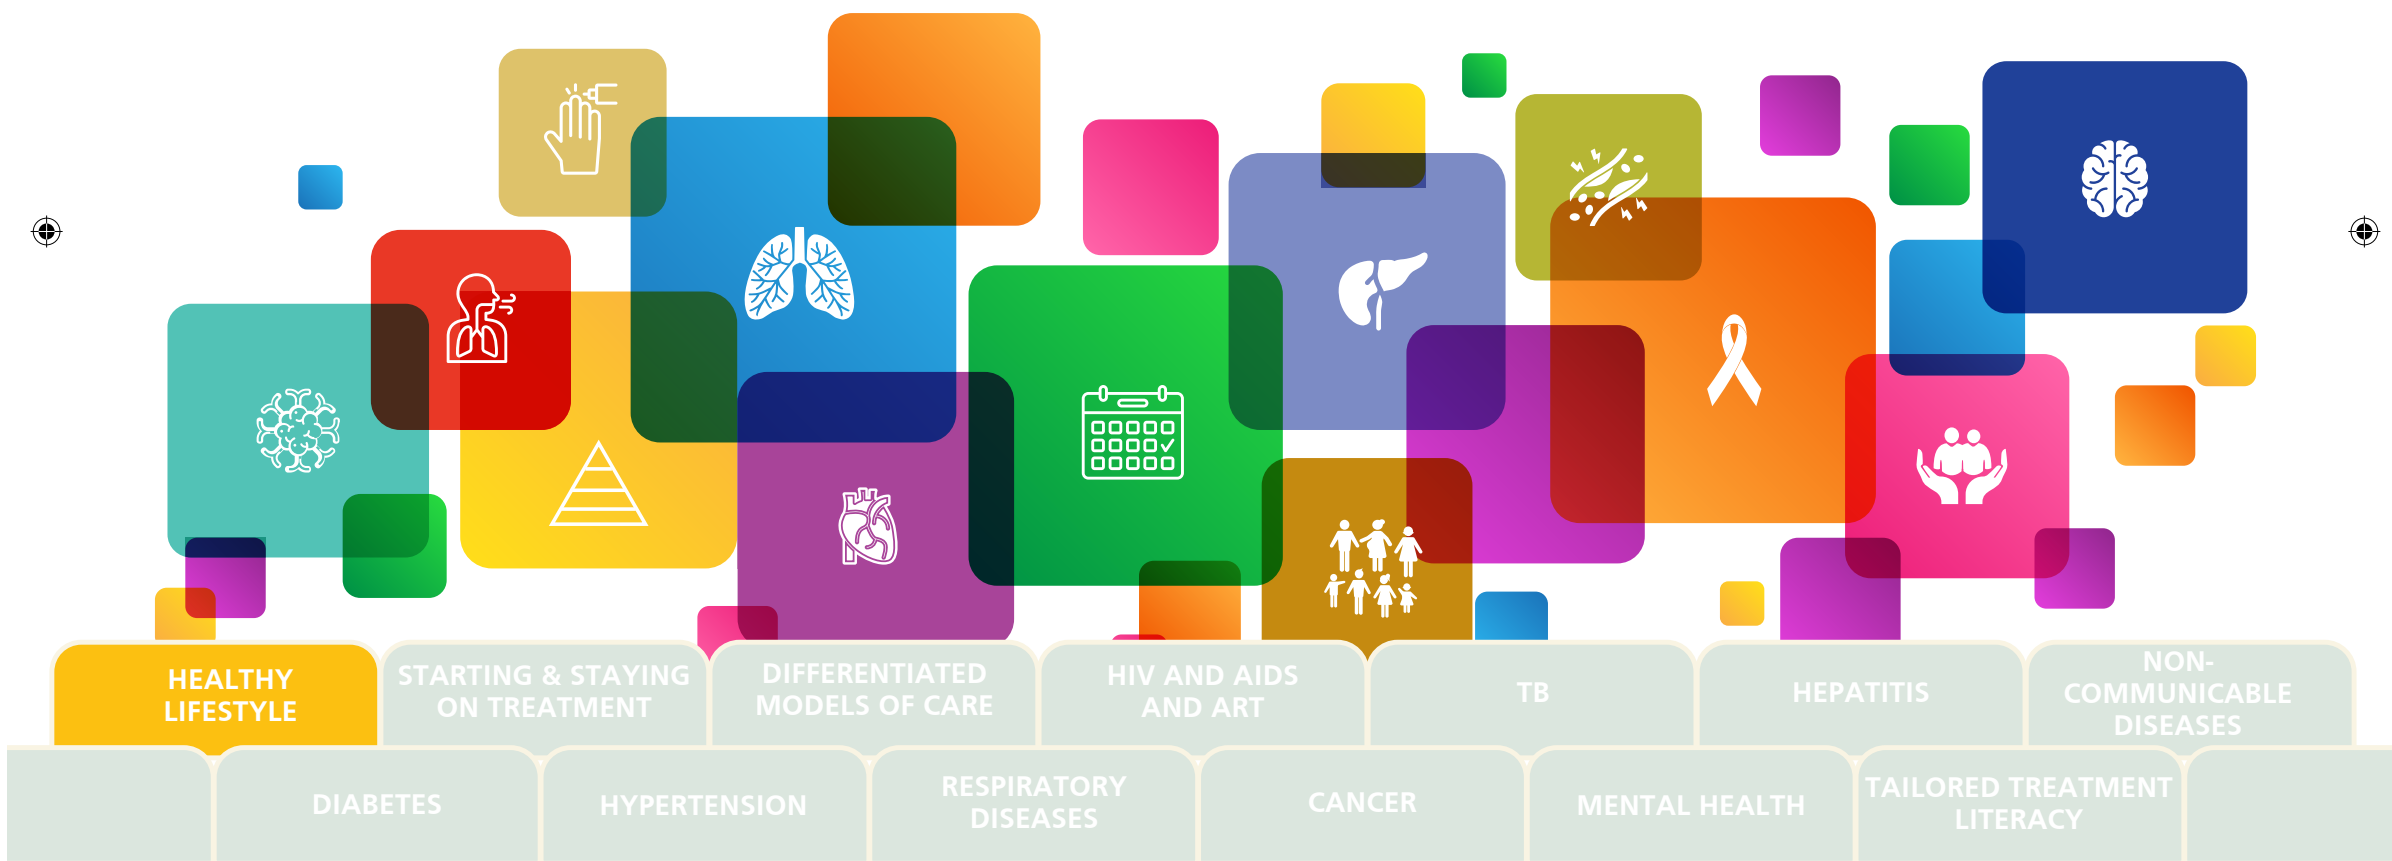 HEALTHY
LIFESTYLE
STARTING & STAYING
ON TREATMENT
DIFFERENTIATED
MODELS OF CARE
HIV AND AIDS
AND ART
TB
HEPATITIS
NON-
COMMUNICABLE
DISEASES
DIABETES
HYPERTENSION
RESPIRATORY
DISEASES
CANCER
MENTAL HEALTH
TAILORED TREATMENT
LITERACY